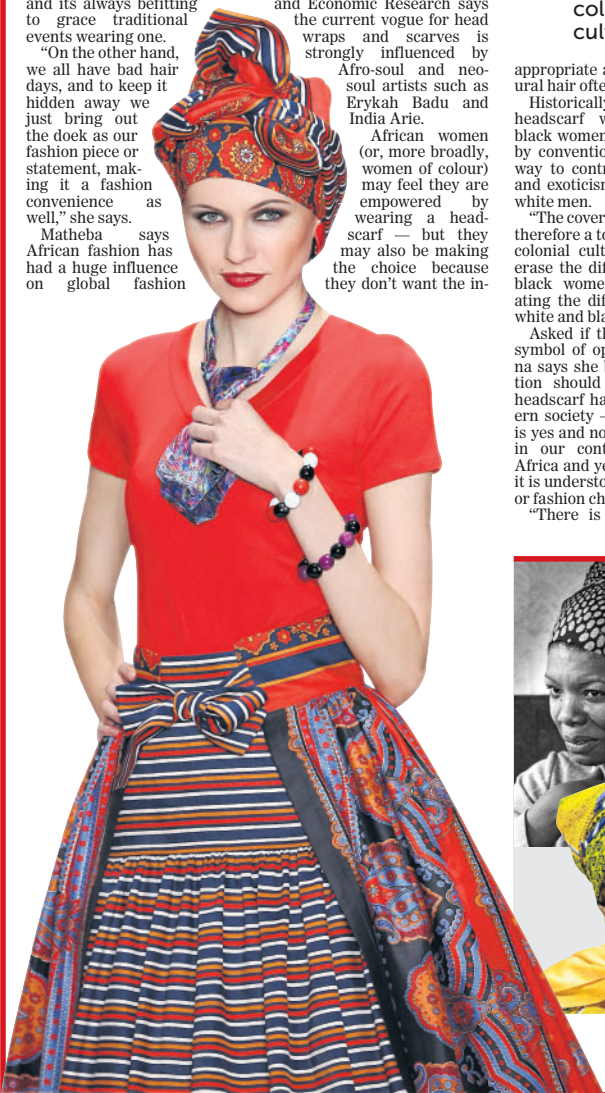 and its always befitting
to grace traditional
events wearing one.
“On the other hand,
we all have bad hair
days, and to keep it
hidden away we
just bring out
the doek as our
fashion piece or
statement, mak-
ing it a fashion
convenience as
well,” she says.
Matheba says
African fashion has
had a huge influence
on global fashion
and Economic Research says
the current vogue for head
wraps and scarves is
strongly influenced by
Afro-soul and neo-
soul artists such as
Erykah Badu and
India Arie.
African women
(or, more broadly,
women of colour)
may feel they are
empowered by
wearing a head-
scarf — but they
may also be making
the choice because
they don’t want the in-
col
cul
appropriate a
ural hair ofte
Historically
headscarf w
black women
by conventio
way to contr
and exoticism
white men.
“The cover
therefore a to
colonial cult
erase the dif
black wome
ating the dif
white and bla
Asked if th
symbol of op
na says she b
tion should
headscarf ha
ern society –
is yes and no
in our cont
Africa and ye
it is understo
or fashion ch
“There is